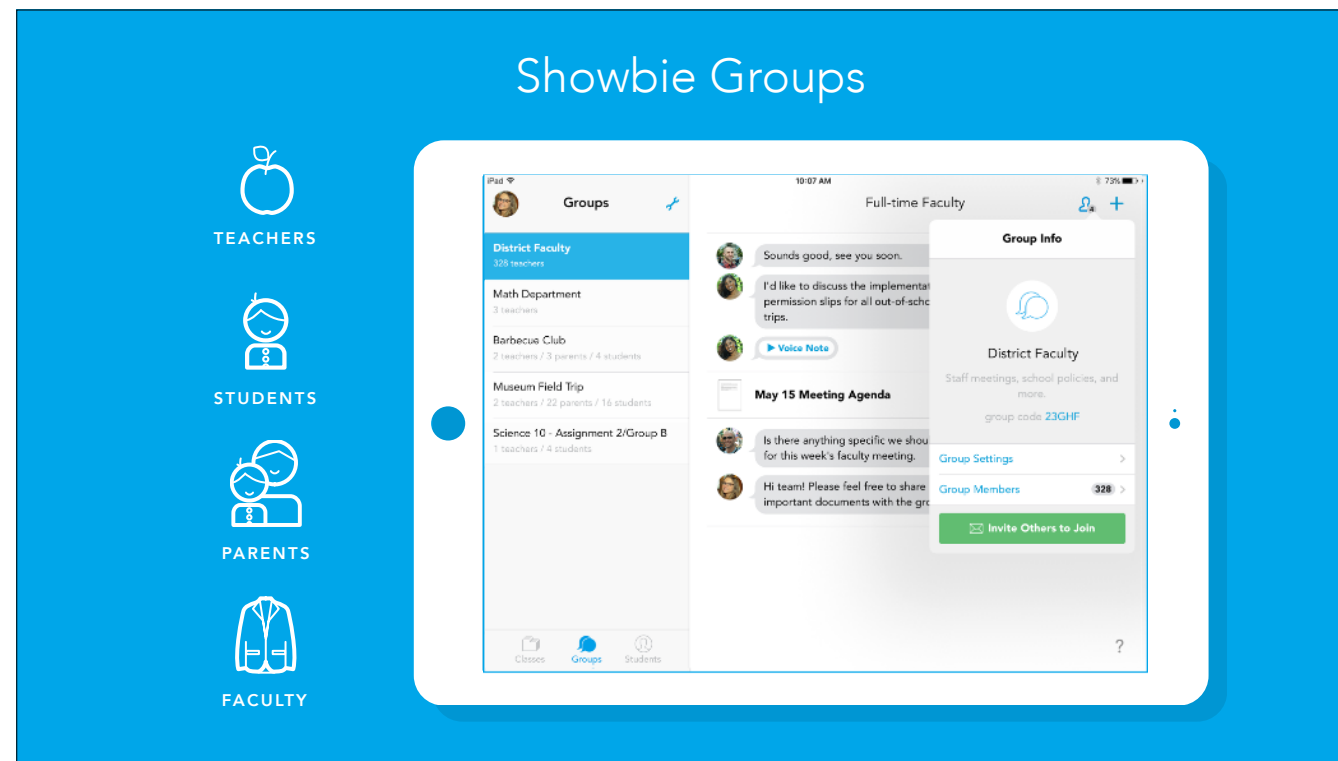 Showbie Groups
TEACHERS
STUDENTS
PARENTS
FACULTY
iPad
10:07 AM
73%
Groups
Full-time Faculty
District Faculty
328 teachers
Math Department
3 teachers
Barbecue Club
2 teachers / 3 parents / 4 students
Museum Field Trip
2 teachers / 22 parents / 16 students
Science 10 - Assignment 2/Group B
1 teachers / 4 students
Classes
Groups
Students
Sounds good, see you soon.
I'd like to discuss the implementat
permission slips for all out-of-scho
trips.
Voice Note
May 15 Meeting Agenda
Is there anything specific we shou
for this week's faculty meeting.
Hi team! Please feel free to share
important documents with the gro
Group Info
District Faculty
Staff meetings, school policies, and
more.
group code 23GHF
Group Settings
Group Members 328
Invite Others to Join
?